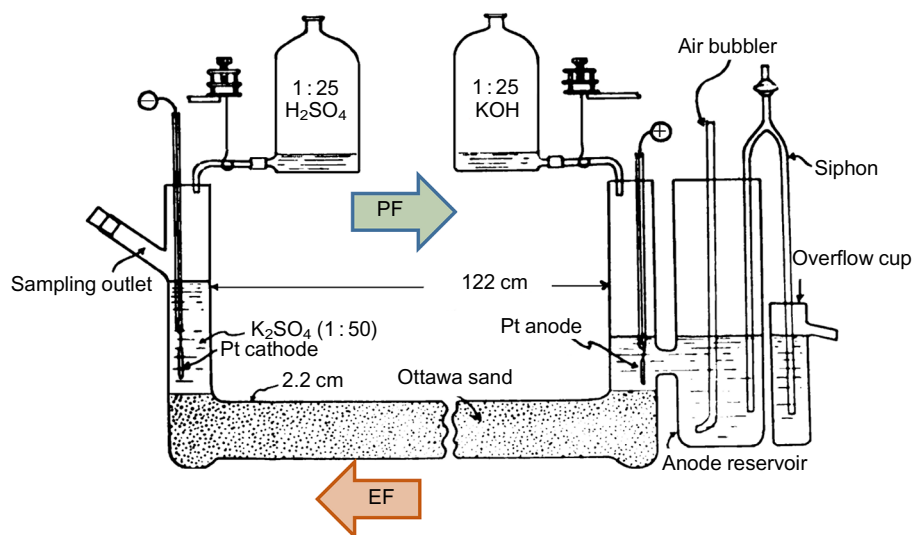 Air bubbler
1 : 25
H₂SO₄
1 : 25
KOH
−
+
Siphon
PF
Sampling outlet
122 cm
Overflow cup
K₂SO₄ (1 : 50)
Pt cathode
Pt anode
2.2 cm
Ottawa sand
Anode reservoir
EF